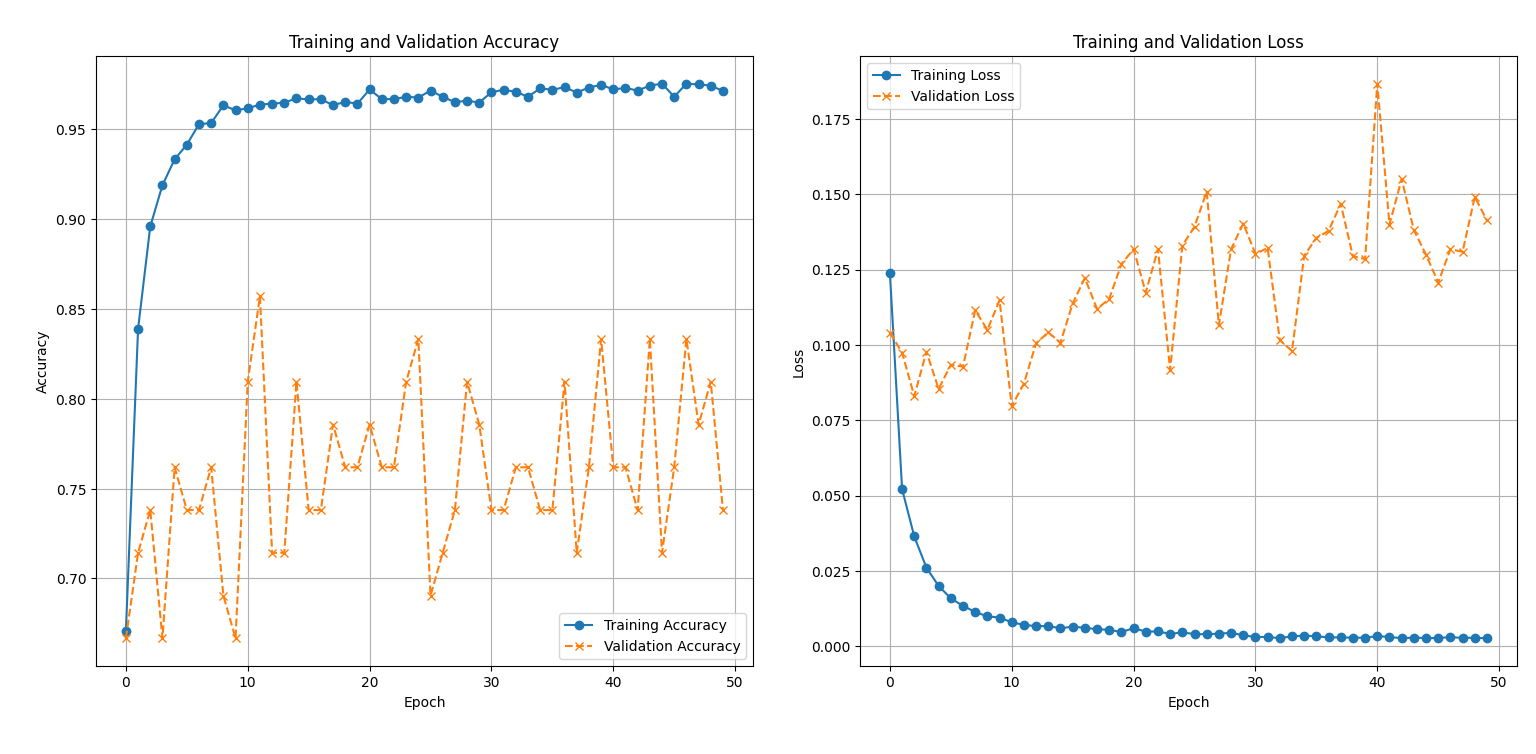 Training and Validation Accuracy
Accuracy
0.95
0.90
0.85
0.80
0.75
0.70
Training Accuracy
Validation Accuracy
0 10 20 30 40 50
Epoch
Training and Validation Loss
Training Loss
Validation Loss
Loss
0.175
0.150
0.125
0.100
0.075
0.050
0.025
0.000
0 10 20 30 40 50
Epoch